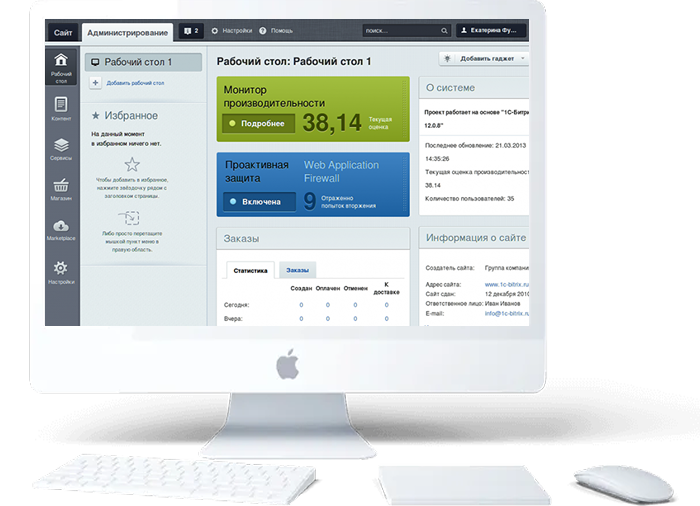 Сайт
Администрирование
2
Настройки
Помощь
поиск...
Екатерина Фу...
Рабочий
стол
Контент
Сервисы
Магазин
Marketplace
Настройки
Рабочий стол 1
Добавить рабочий стол
Избранное
На данный момент
в избранном ничего нет.
Чтобы добавить в избранное,
нажмите звёздочку рядом с
заголовком страницы.
Либо просто перетащите
мышкой пункт меню в
правую область.
Рабочий стол: Рабочий стол 1
Добавить гаджет
Монитор
производительности
Подробнее
38,14
Текущая
оценка
Проактивная
защита
Web Application
Firewall
Включена
9
Отраженно
попыток вторжения
Заказы
Статистика
Заказы
Создан Оплачен Отменен К доставке
Сегодня: 0 0 0 0
Вчера: 0 0 0 0
О системе
Проект работает на основе "1С-Битри
12.0.8"
Последнее обновление: 21.03.2013
14:35:26
Текущая оценка производительности:
38.14
Количество пользователей: 35
Информация о сайте
Создатель сайта: Группа компани
Адрес сайта: www.1c-bitrix.ru
Сайт сдан: 12 декабря 2010
Ответственное лицо: Иван Иванов
E-mail: info@1c-bitrix.ru